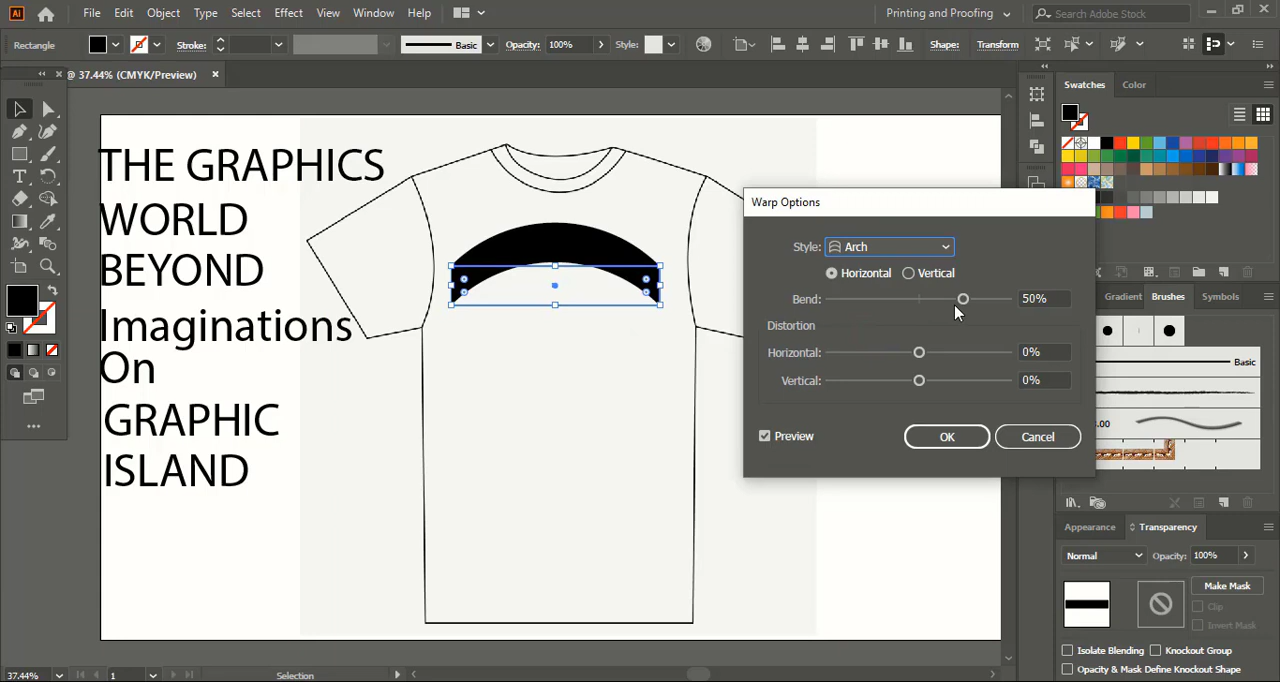 Ai File Edit Object Type Select Effect View Window Help Printing and Proofing Search Adobe Stock
Rectangle Stroke: Basic Opacity: 100% Style: Shape: Transform
@ 37.44% (CMYK/Preview)
Swatches Color
THE GRAPHICS
WORLD
BEYOND
Imaginations
On
GRAPHIC
ISLAND
Warp Options
Style: Arch
Horizontal Vertical
Bend: 50%
Distortion
Horizontal: 0%
Vertical: 0%
Preview OK Cancel
Gradient Brushes Symbols
Basic
Appearance Transparency
Normal Opacity: 100%
Make Mask
Clip
Invert Mask
Isolate Blending Knockout Group
Opacity & Mask Define Knockout Shape
37.44% 1 Selection